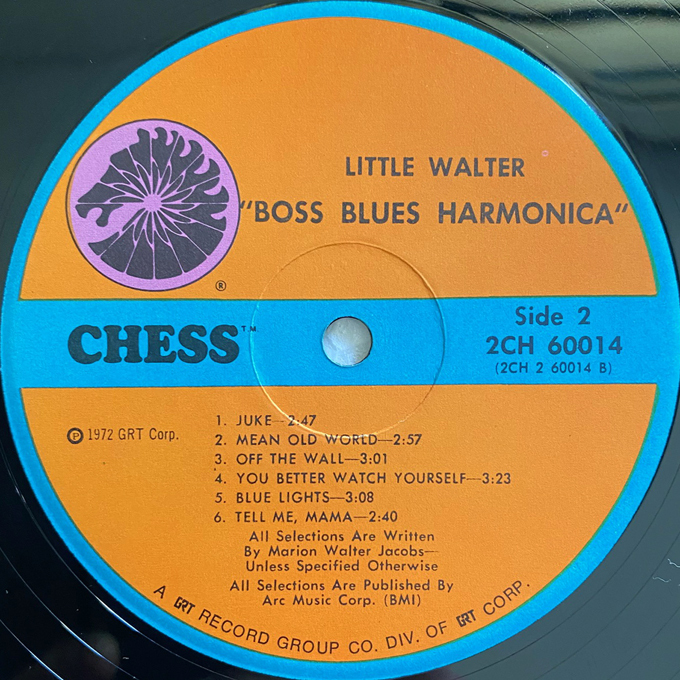 LITTLE WALTER
"BOSS BLUES HARMONICA"
®
CHESS™
Side 2
2CH 60014
(2CH 2 60014 B)
℗ 1972 GRT Corp.
1. JUKE—2:47
2. MEAN OLD WORLD—2:57
3. OFF THE WALL—3:01
4. YOU BETTER WATCH YOURSELF—3:23
5. BLUE LIGHTS—3:08
6. TELL ME, MAMA—2:40
All Selections Are Written
By Marion Walter Jacobs—
Unless Specified Otherwise
All Selections Are Published By
Arc Music Corp. (BMI)
A GRT RECORD GROUP CO. DIV. OF GRT CORP.